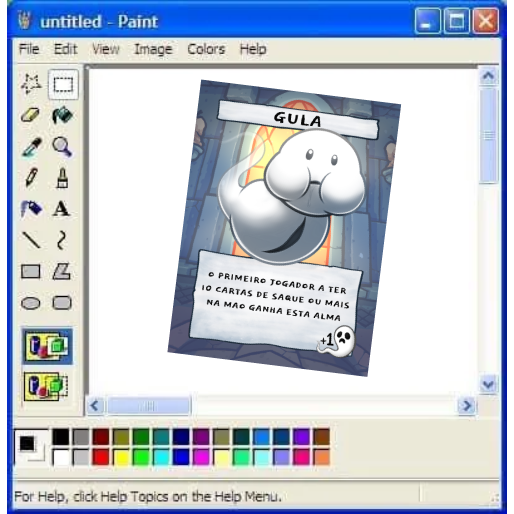 untitled - Paint
File Edit View Image Colors Help
A
GULA
O PRIMEIRO JOGADOR A TER
10 CARTAS DE SAQUE OU MAIS
NA MAO GANHA ESTA ALMA
+1
For Help, click Help Topics on the Help Menu.